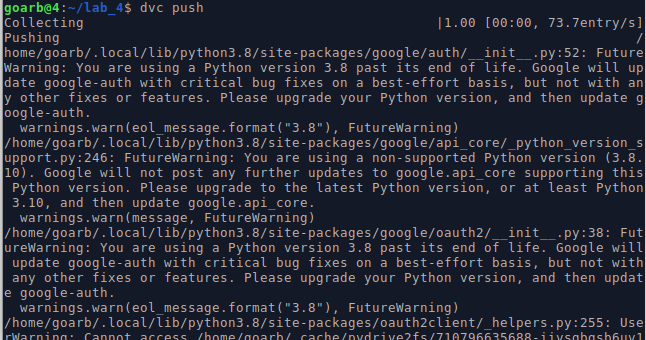 goarb@4:~/lab_4$ dvc push
Collecting |1.00 [00:00, 73.7entry/s]
Pushing /
home/goarb/.local/lib/python3.8/site-packages/google/auth/__init__.py:52: Future
Warning: You are using a Python version 3.8 past its end of life. Google will up
date google-auth with critical bug fixes on a best-effort basis, but not with an
y other fixes or features. Please upgrade your Python version, and then update g
oogle-auth.
warnings.warn(eol_message.format("3.8"), FutureWarning)
/home/goarb/.local/lib/python3.8/site-packages/google/api_core/_python_version_s
upport.py:246: FutureWarning: You are using a non-supported Python version (3.8.
10). Google will not post any further updates to google.api_core supporting this
Python version. Please upgrade to the latest Python version, or at least Python
3.10, and then update google.api_core.
warnings.warn(message, FutureWarning)
/home/goarb/.local/lib/python3.8/site-packages/google/oauth2/__init__.py:38: Fut
ureWarning: You are using a Python version 3.8 past its end of life. Google will
update google-auth with critical bug fixes on a best-effort basis, but not with
any other fixes or features. Please upgrade your Python version, and then updat
e google-auth.
warnings.warn(eol_message.format("3.8"), FutureWarning)
/home/goarb/.local/lib/python3.8/site-packages/oauth2client/_helpers.py:255: Use
rWarning: Cannot access /home/goarb/.cache/pydrive2fs/